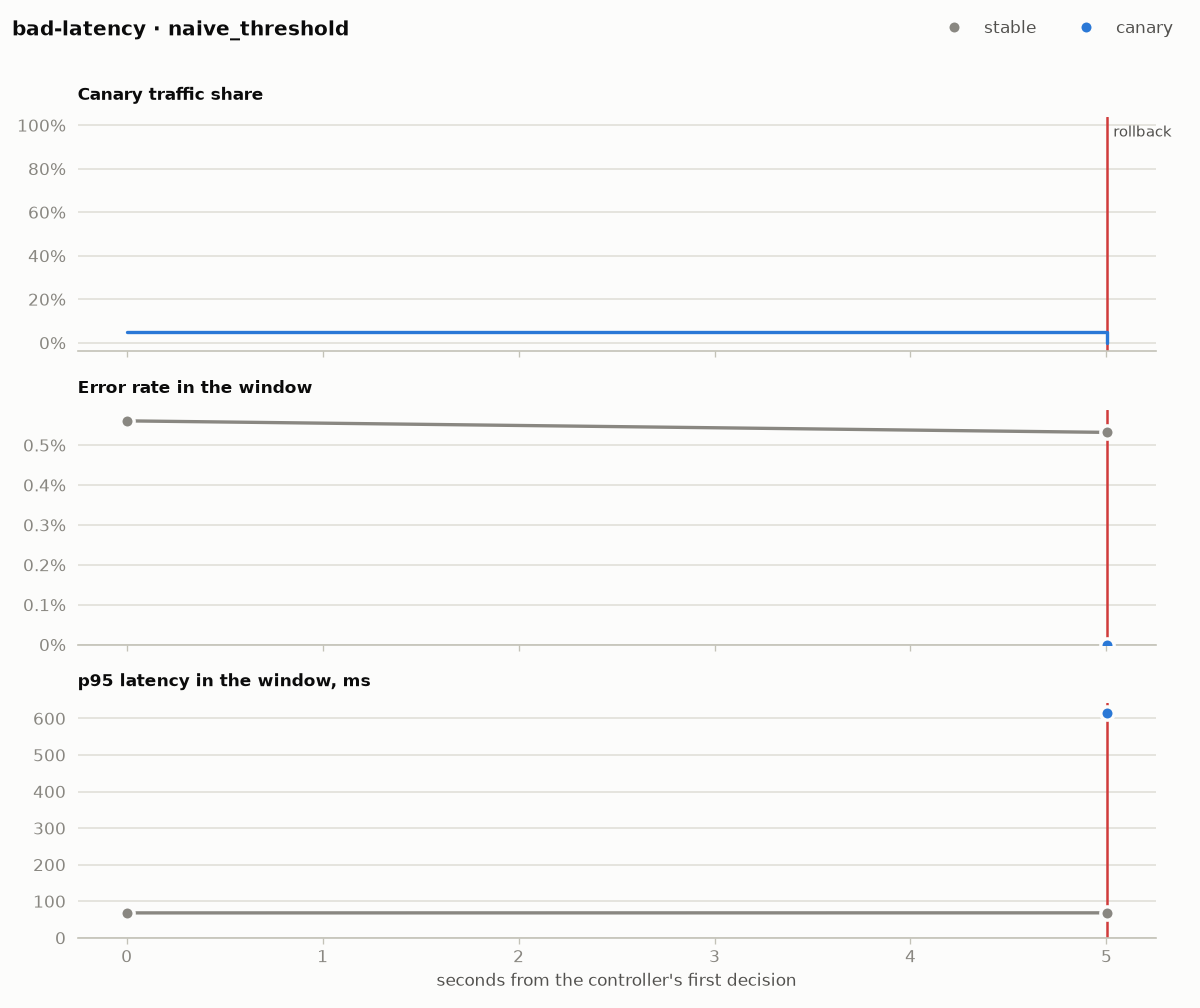 bad-latency · naive_threshold
stable canary
Canary traffic share
100%
rollback
80%
60%
40%
20%
0%
Error rate in the window
0.5%
0.4%
0.3%
0.2%
0.1%
0%
p95 latency in the window, ms
600
500
400
300
200
100
0
0 1 2 3 4 5
seconds from the controller's first decision